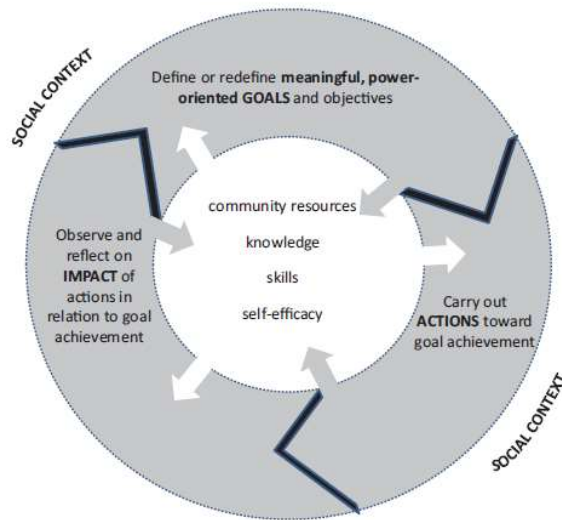 SOCIAL CONTEXT
Define or redefine meaningful, power-
oriented GOALS and objectives
community resources
knowledge
skills
self-efficacy
Observe and
reflect on
IMPACT of
actions in
relation to goal
achievement
Carry out
ACTIONS toward
goal achievement
SOCIAL CONTEXT